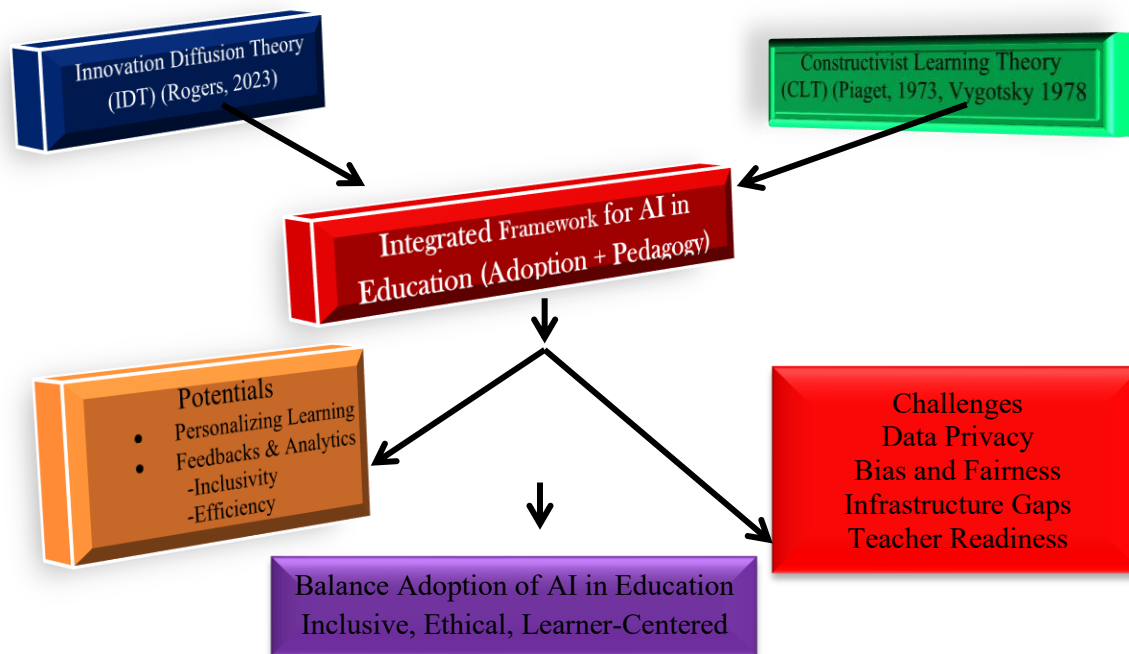 Innovation Diffusion Theory
(IDT) (Rogers, 2023)
Constructivist Learning Theory
(CLT) (Piaget, 1973, Vygotsky 1978
Integrated Framework for AI in
Education (Adoption + Pedagogy)
Potentials
• Personalizing Learning
• Feedbacks & Analytics
-Inclusivity
-Efficiency
Challenges
Data Privacy
Bias and Fairness
Infrastructure Gaps
Teacher Readiness
Balance Adoption of AI in Education
Inclusive, Ethical, Learner-Centered